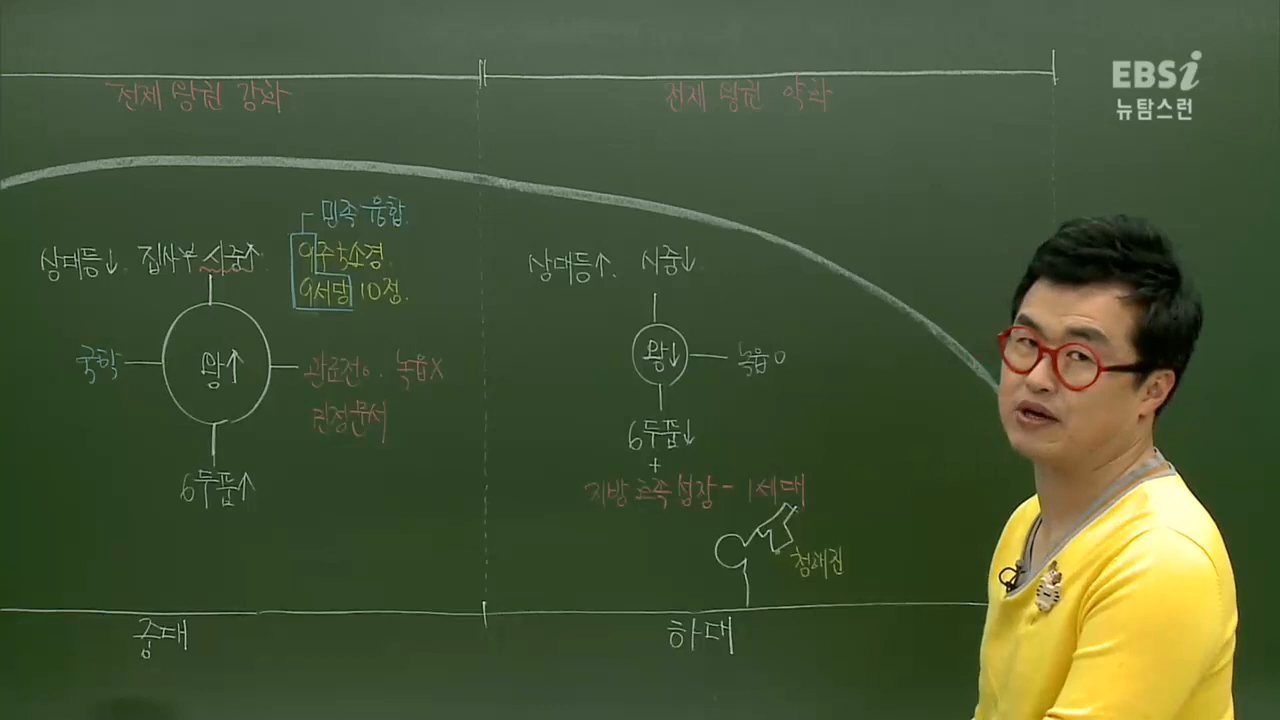 전제 왕권 강화
전제 왕권 약화
EBSi
뉴탐스런
민족 융합.
상대등↓. 집사부 시중↑
9주 5소경.
9서당 10정.
국학
왕↑
관료전o. 녹읍X
민정문서
6두품↑
상대등↑. 시중↓
왕↓
녹읍 o
6두품↓
+
지방 호족 성장 - 1세대
청해진
중대
하대